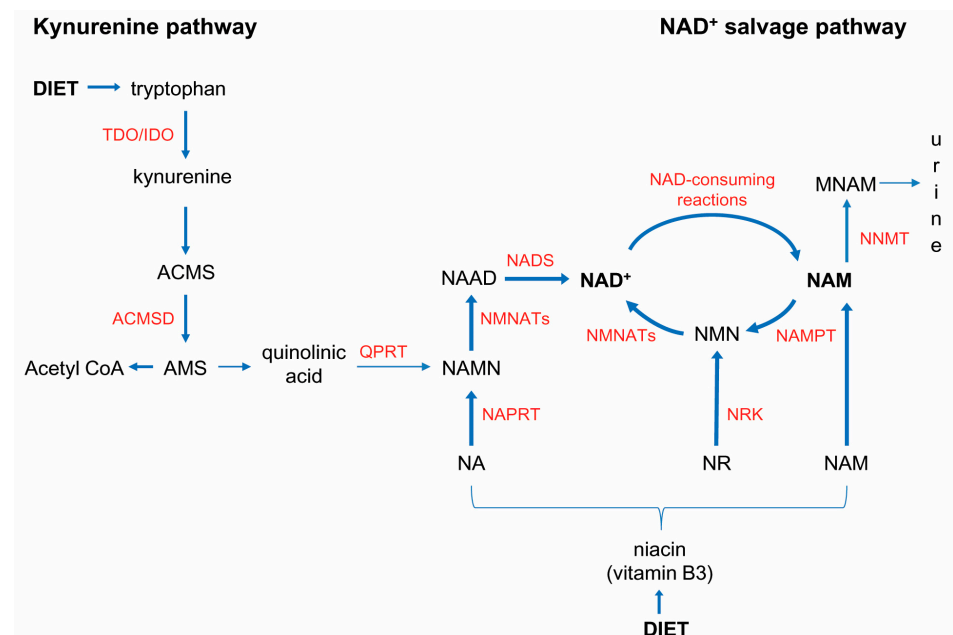 Kynurenine pathway
NAD⁺ salvage pathway
DIET
tryptophan
TDO/IDO
kynurenine
ACMS
ACMSD
Acetyl CoA
AMS
quinolinic
acid
QPRT
NAMN
NMNATs
NAAD
NADS
NAD⁺
NAPRT
NA
NAD-consuming
reactions
NAM
NAMPT
NMN
NMNATs
NRK
NR
NAM
NNMT
MNAM
urine
niacin
(vitamin B3)
DIET